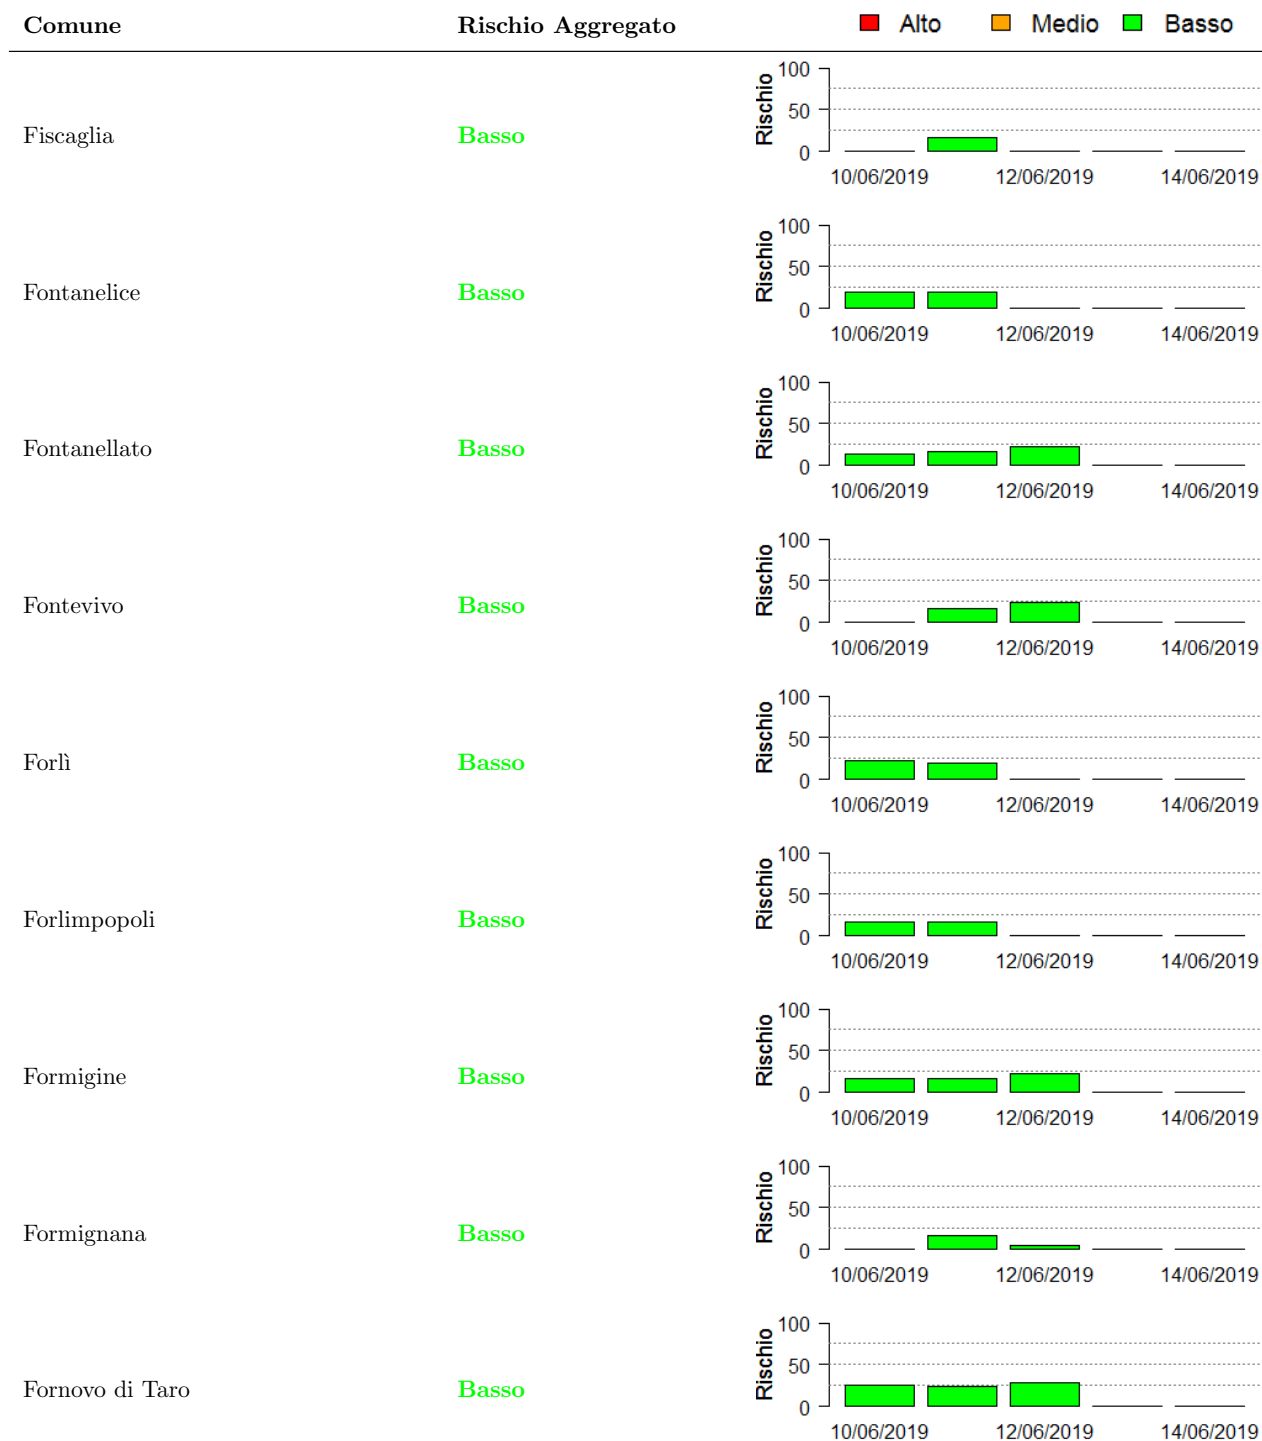 Comune Rischio Aggregato Alto Medio Basso
Fiscaglia Basso Rischio 100 50 0
10/06/2019 12/06/2019 14/06/2019
Fontanelice Basso Rischio 100 50 0
10/06/2019 12/06/2019 14/06/2019
Fontanellato Basso Rischio 100 50 0
10/06/2019 12/06/2019 14/06/2019
Fontevivo Basso Rischio 100 50 0
10/06/2019 12/06/2019 14/06/2019
Forlì Basso Rischio 100 50 0
10/06/2019 12/06/2019 14/06/2019
Forlimpopoli Basso Rischio 100 50 0
10/06/2019 12/06/2019 14/06/2019
Formigine Basso Rischio 100 50 0
10/06/2019 12/06/2019 14/06/2019
Formignana Basso Rischio 100 50 0
10/06/2019 12/06/2019 14/06/2019
Fornovo di Taro Basso Rischio 100 50 0
10/06/2019 12/06/2019 14/06/2019